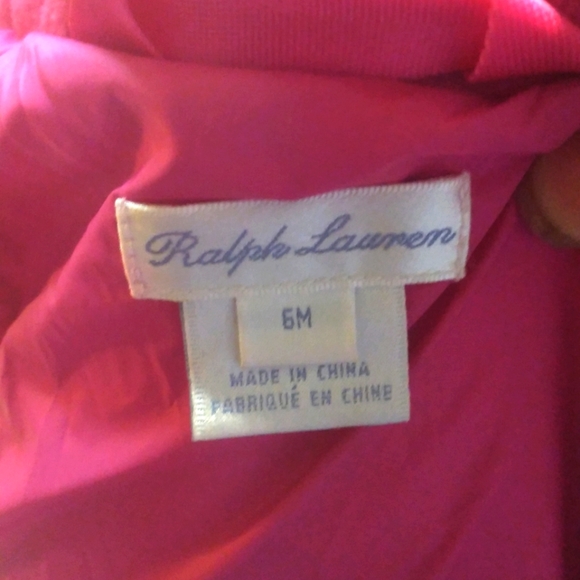 Ralph Lauren
6M
MADE IN CHINA
FABRIQUÉ EN CHINE